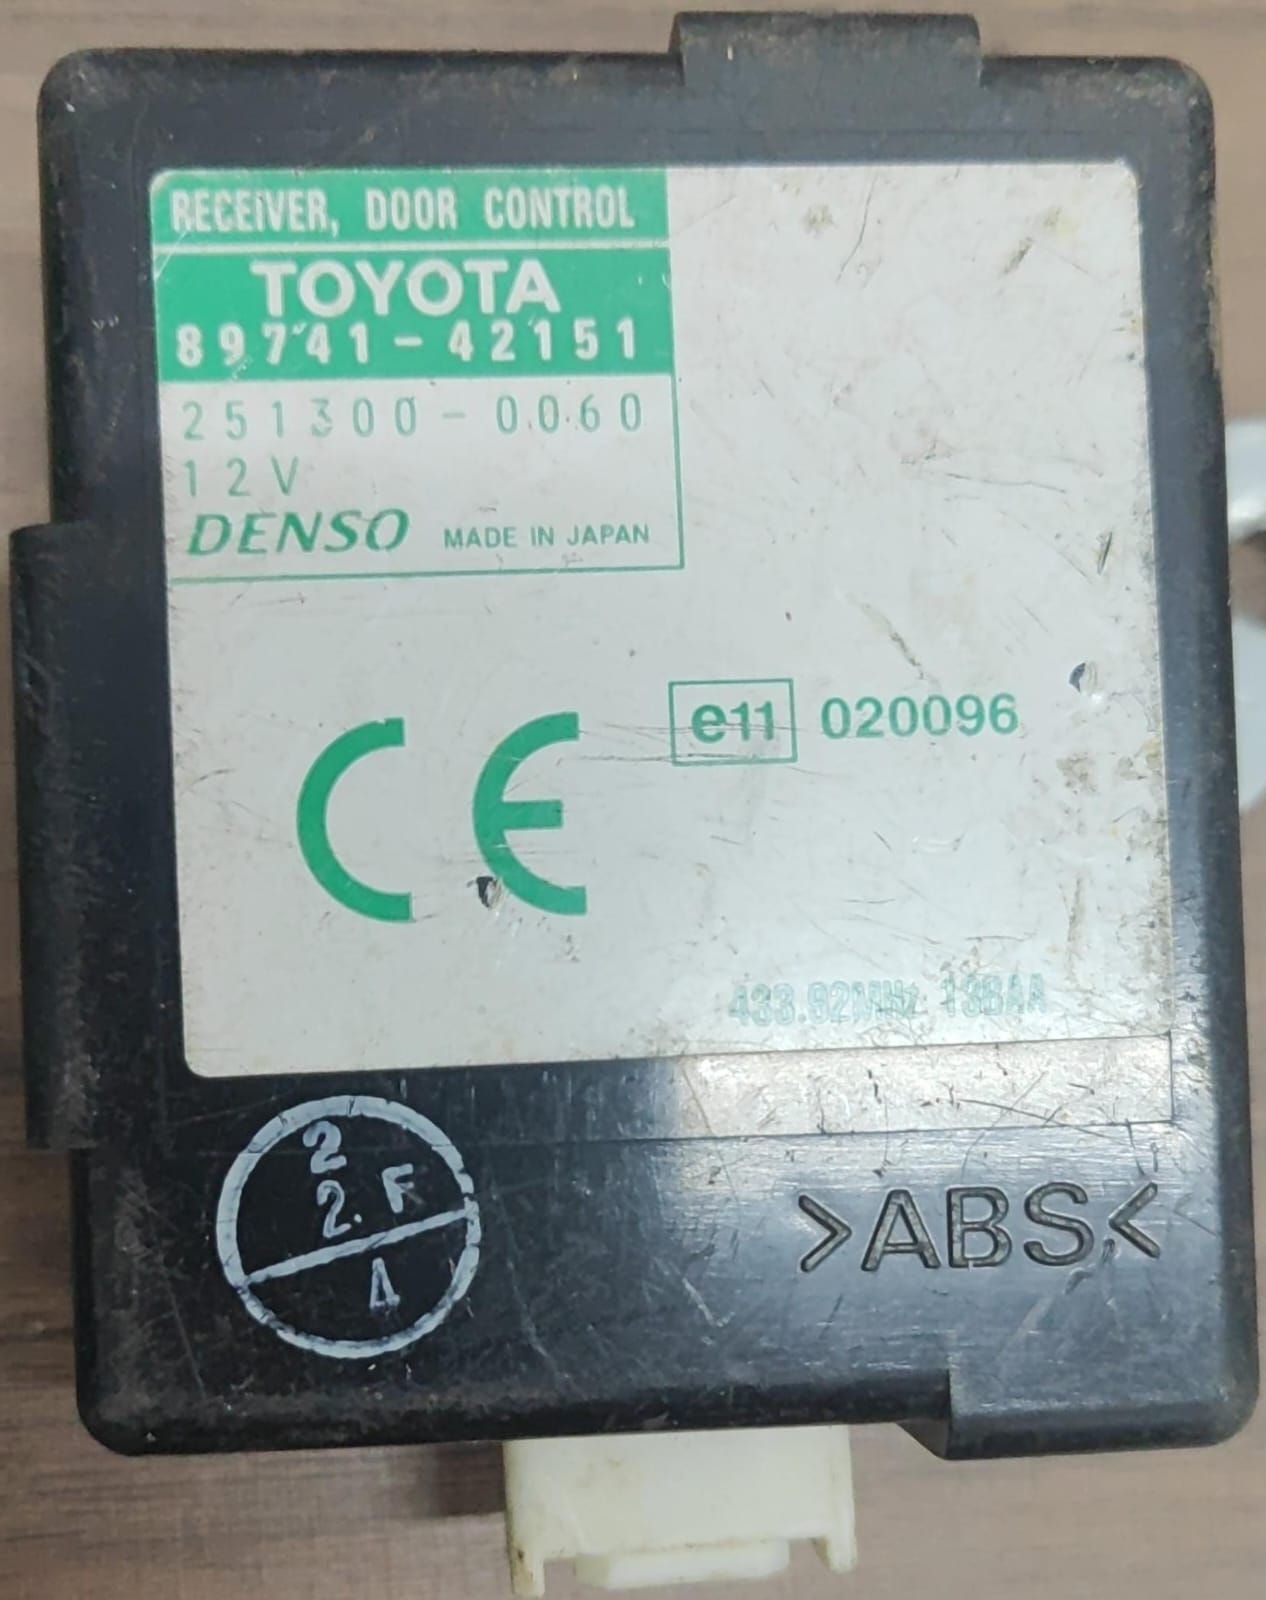 RECEIVER, DOOR CONTROL
TOYOTA
89741-42151
251300-0060
12V
DENSO MADE IN JAPAN
CE
e11 020096
433.92MHz 13BAA
2
2. F
4
>ABS<